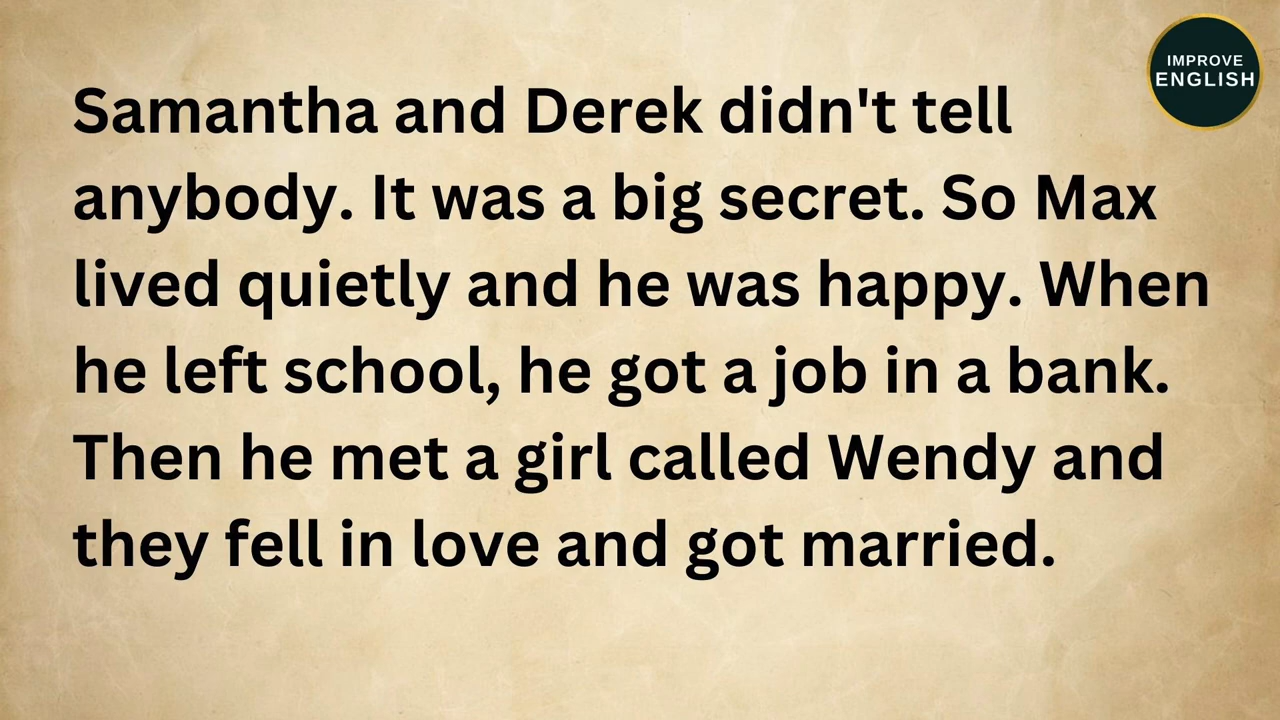 IMPROVE
ENGLISH
Samantha and Derek didn't tell
anybody. It was a big secret. So Max
lived quietly and he was happy. When
he left school, he got a job in a bank.
Then he met a girl called Wendy and
they fell in love and got married.